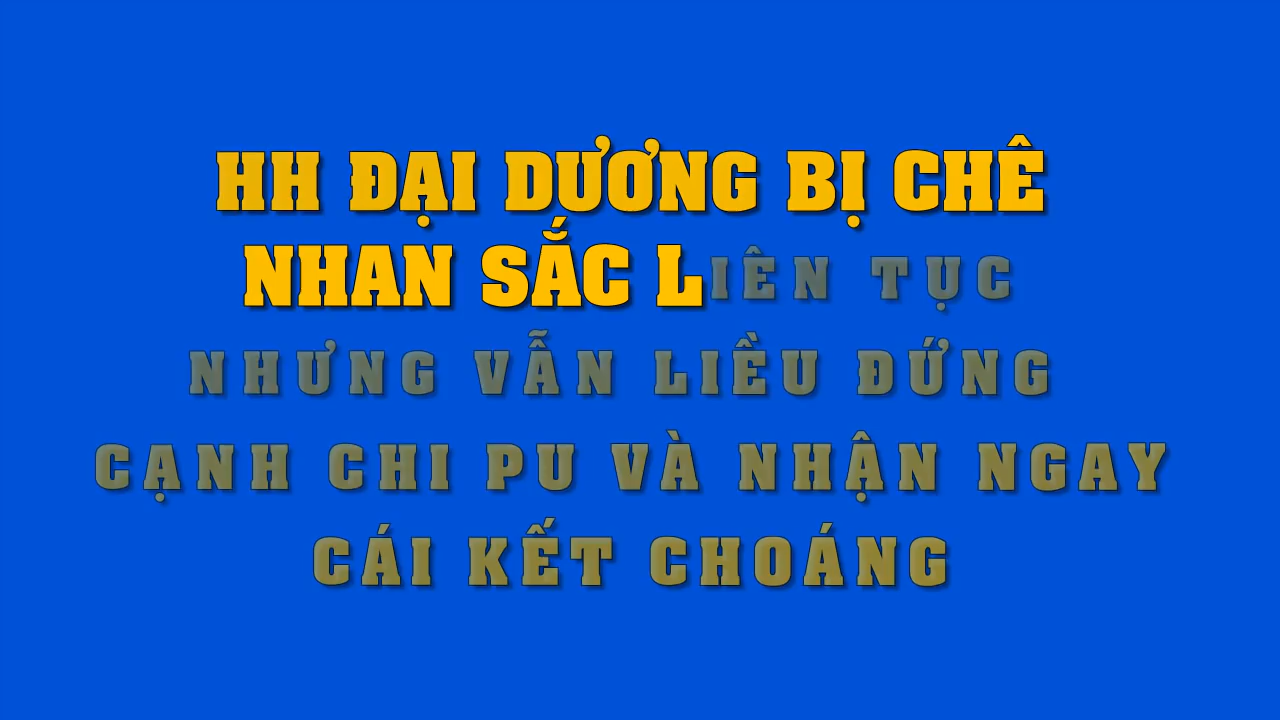 HH ĐẠI DƯƠNG BỊ CHÊ
NHAN SẮC LIÊN TỤC
NHƯNG VẪN LIỀU ĐỨNG
CẠNH CHI PU VÀ NHẬN NGAY
CÁI KẾT CHOÁNG